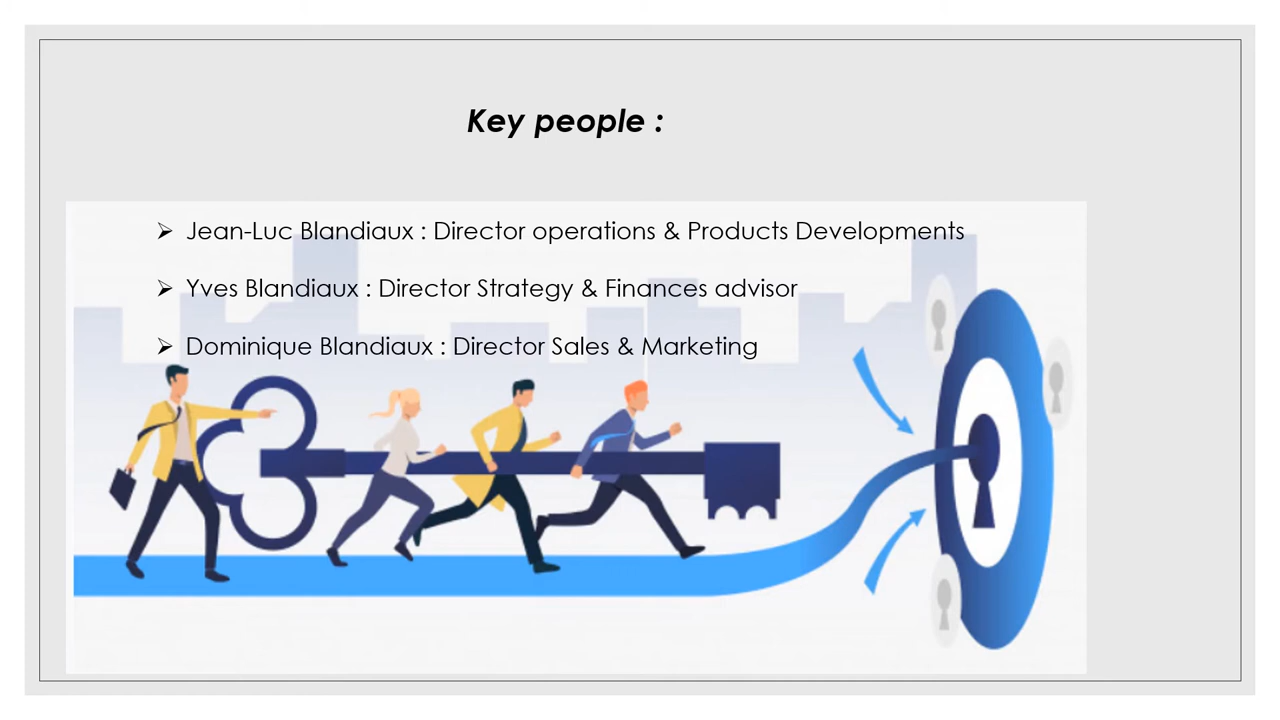 Key people :
➢ Jean-Luc Blandiaux : Director operations & Products Developments
➢ Yves Blandiaux : Director Strategy & Finances advisor
➢ Dominique Blandiaux : Director Sales & Marketing